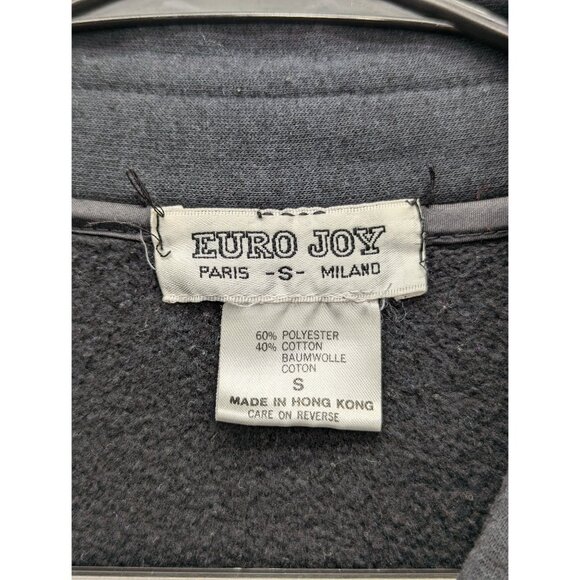 EURO JOY
PARIS -S- MILANO
60% POLYESTER
40% COTTON
BAUMWOLLE
COTON
S
MADE IN HONG KONG
CARE ON REVERSE